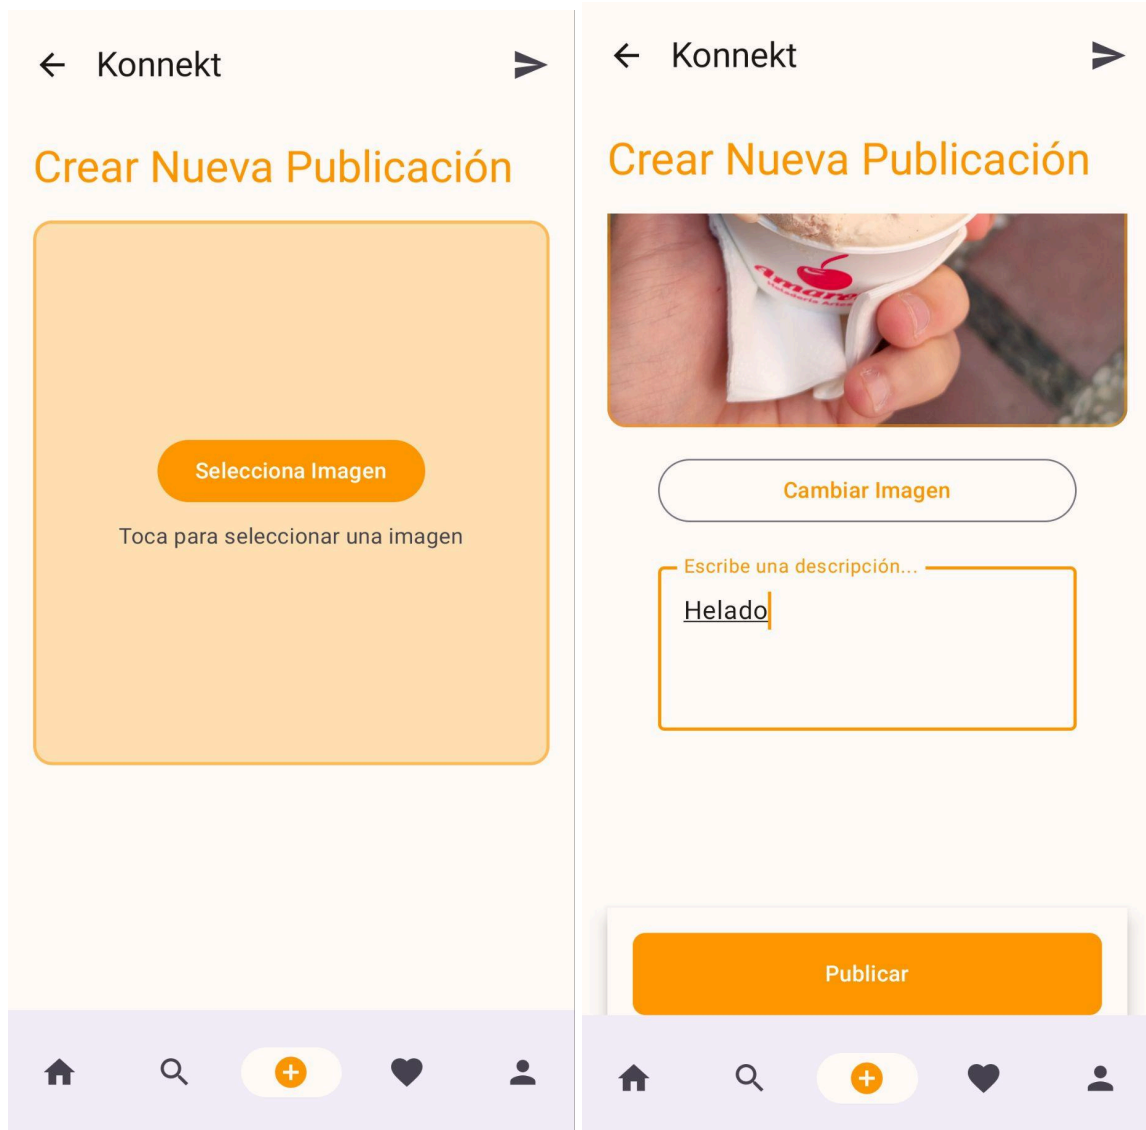 Konnekt
Crear Nueva Publicación
Selecciona Imagen
Toca para seleccionar una imagen
Konnekt
Crear Nueva Publicación
Cambiar Imagen
Escribe una descripción...
Helado
Publicar